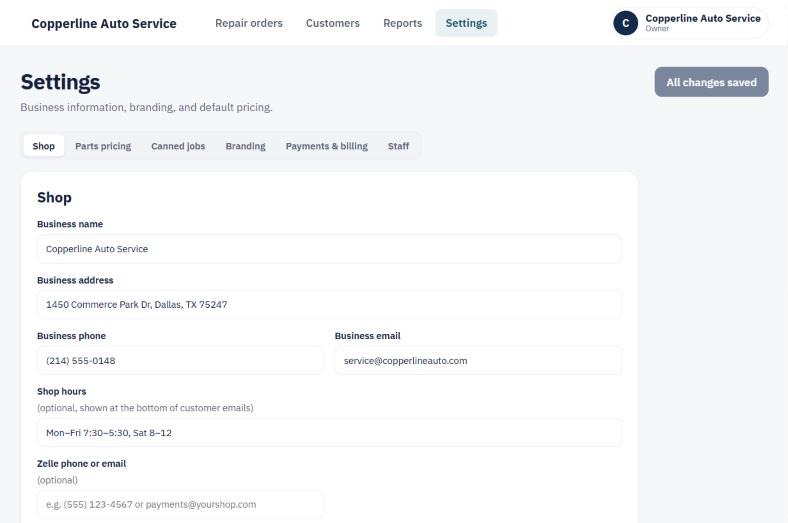 Copperline Auto Service
Repair orders
Customers
Reports
Settings
C
Copperline Auto Service
Owner
Settings
All changes saved
Business information, branding, and default pricing.
Shop
Parts pricing
Canned jobs
Branding
Payments & billing
Staff
Shop
Business name
Copperline Auto Service
Business address
1450 Commerce Park Dr, Dallas, TX 75247
Business phone
Business email
(214) 555-0148
service@copperlineauto.com
Shop hours
(optional, shown at the bottom of customer emails)
Mon–Fri 7:30–5:30, Sat 8–12
Zelle phone or email
(optional)
e.g. (555) 123-4567 or payments@yourshop.com